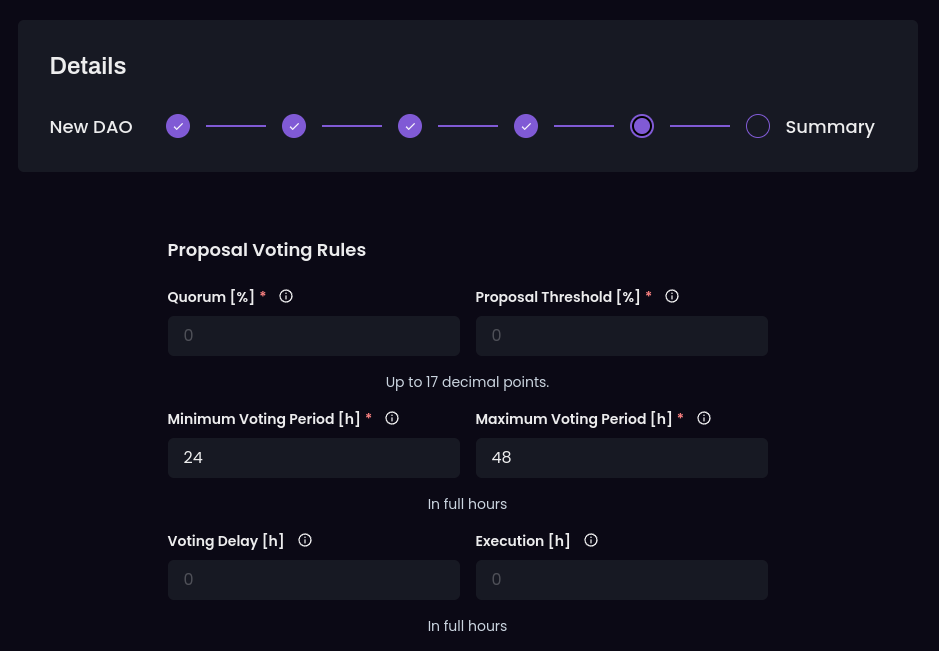 Details
New DAO Summary
Proposal Voting Rules
Quorum [%] * Proposal Threshold [%] *
0 0
Up to 17 decimal points.
Minimum Voting Period [h] * Maximum Voting Period [h] *
24 48
In full hours
Voting Delay [h] Execution [h]
0 0
In full hours